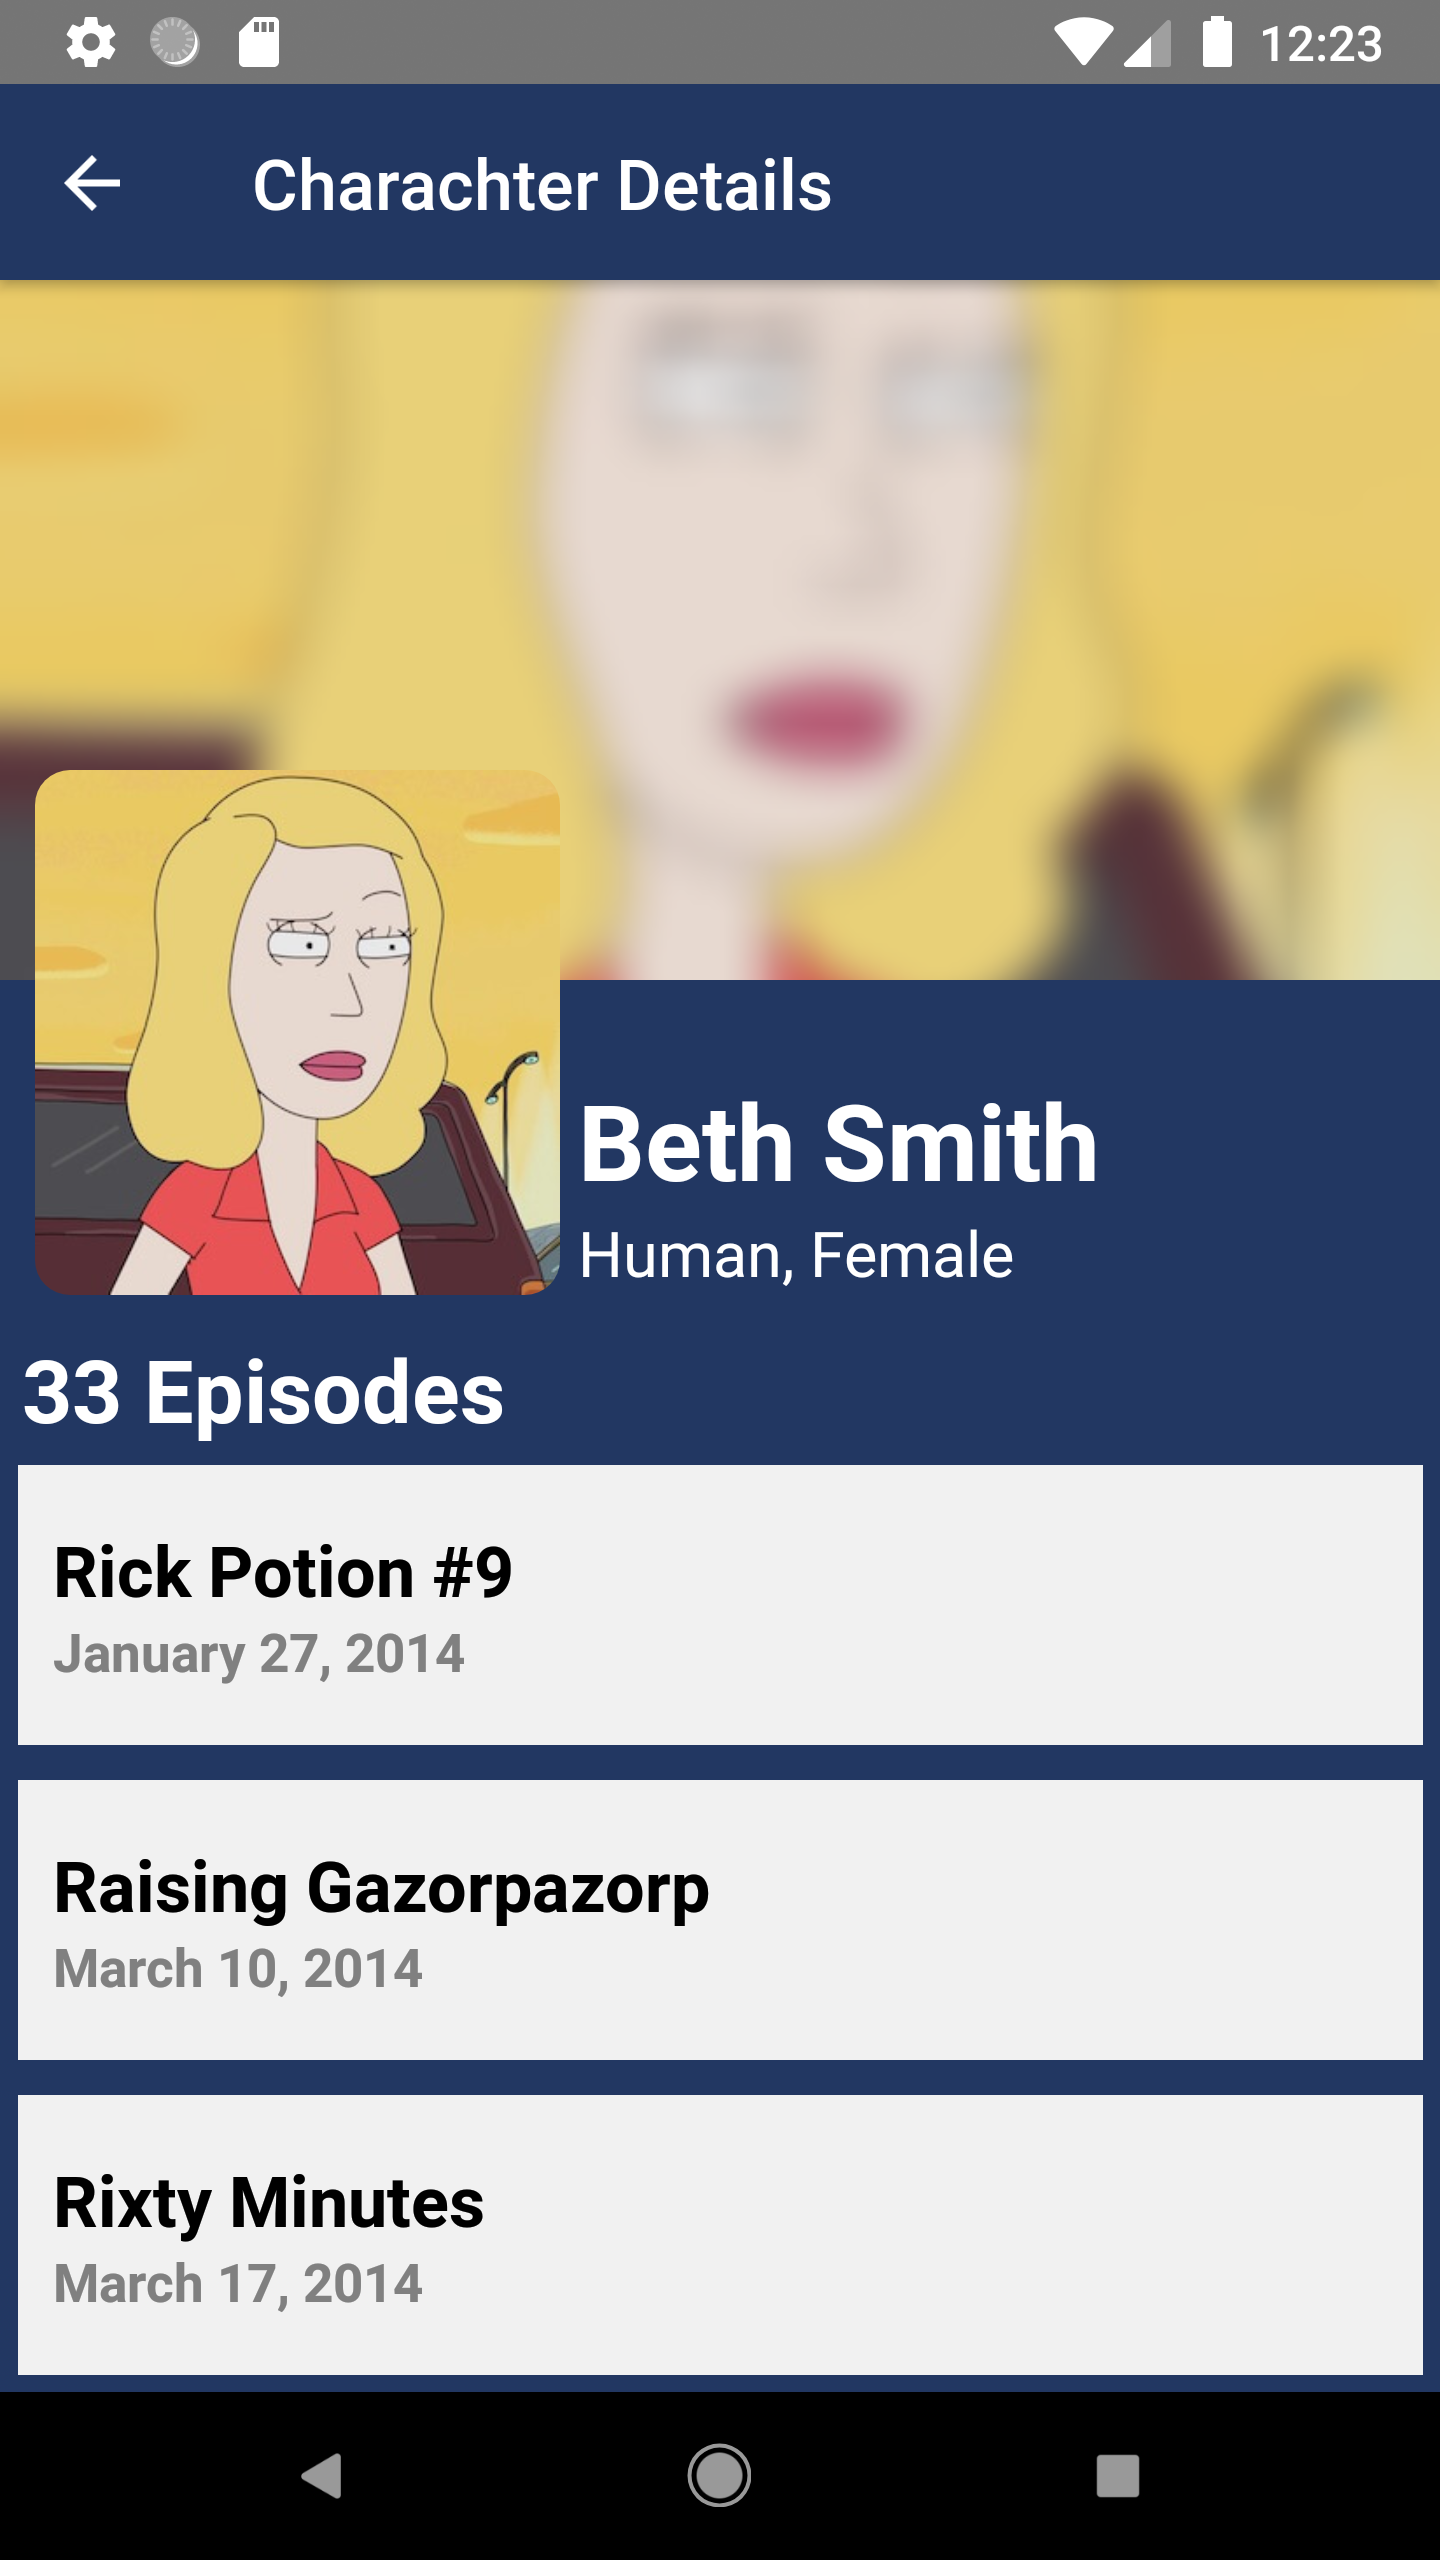 12:23
Charachter Details
Beth Smith
Human, Female
33 Episodes
Rick Potion #9
January 27, 2014
Raising Gazorpazorp
March 10, 2014
Rixty Minutes
March 17, 2014